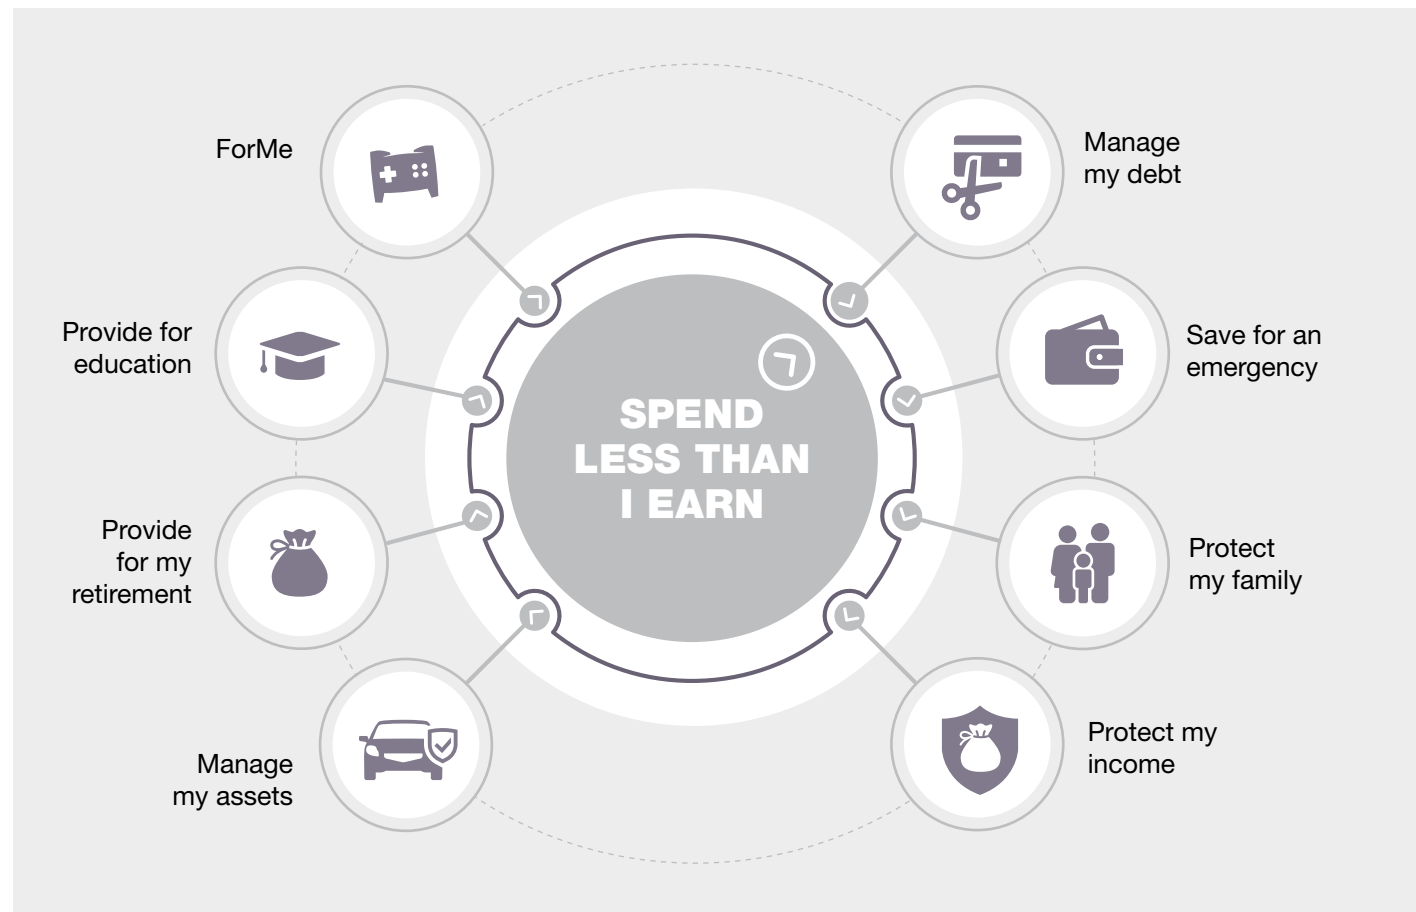 ForMe
Manage
my debt
Provide for
education
Save for an
emergency
SPEND
LESS THAN
I EARN
Provide
for my
retirement
Protect
my family
Manage
my assets
Protect my
income